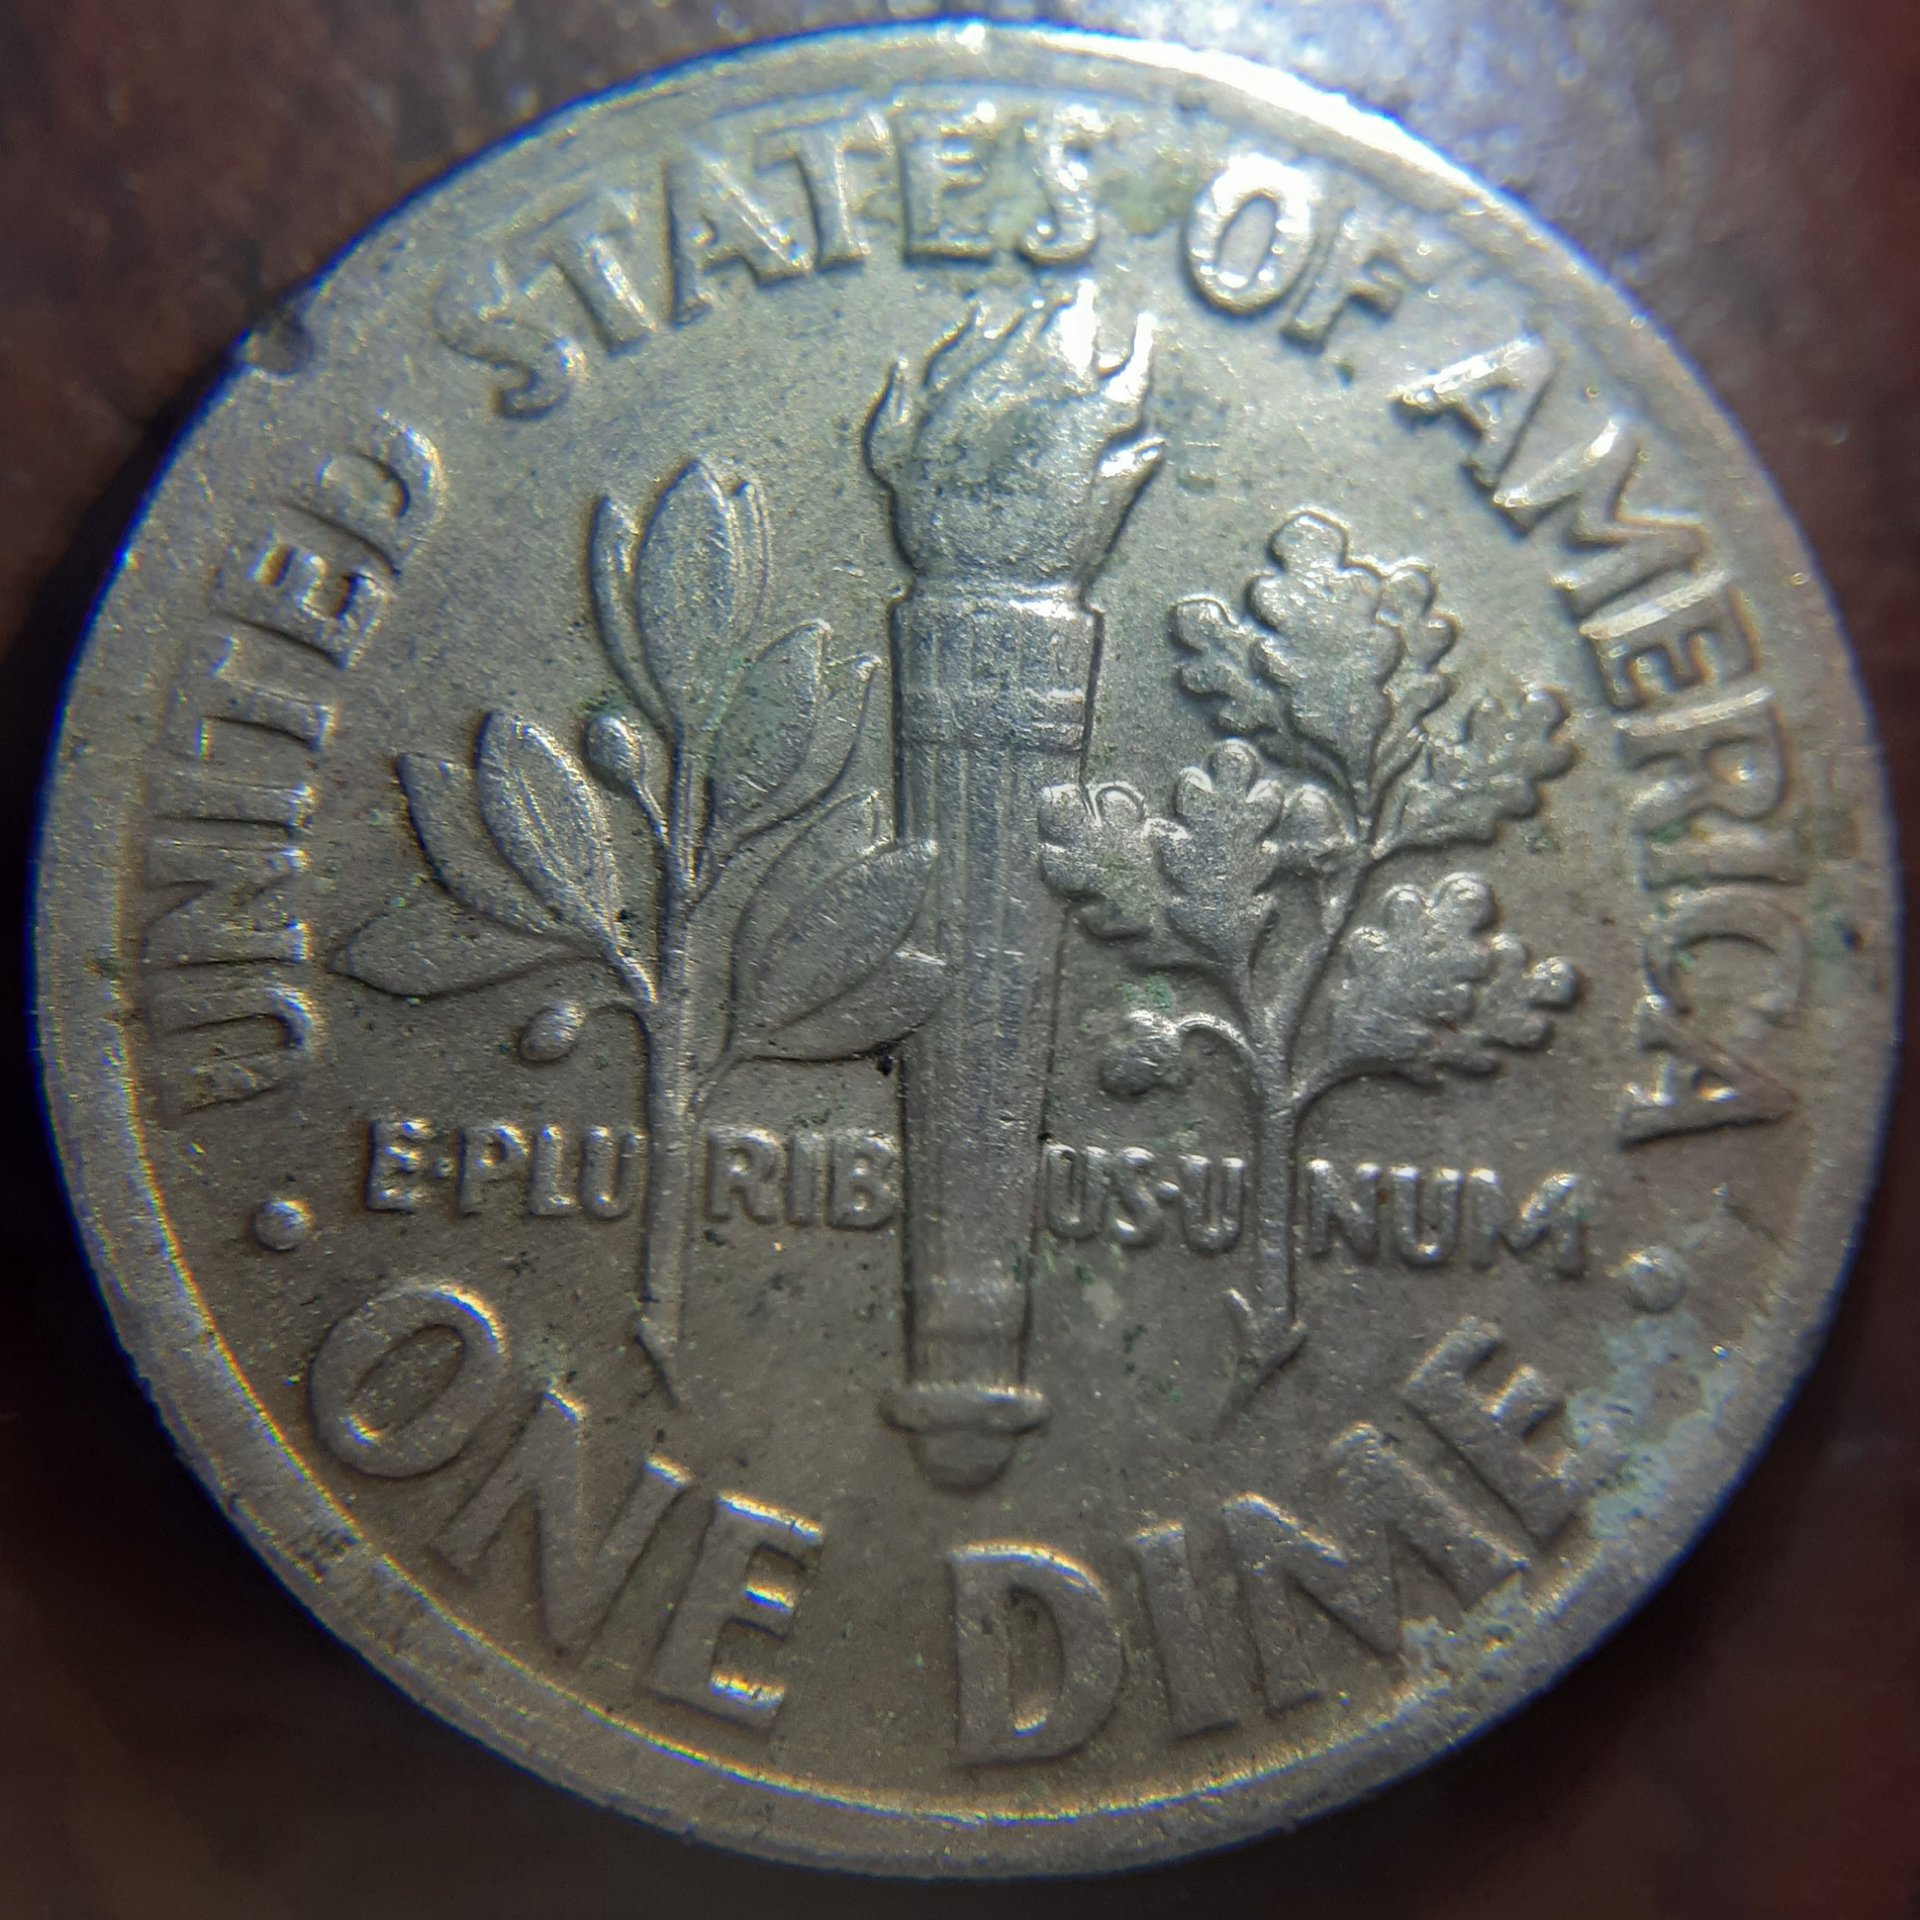 UNITED STATES OF AMERICA
E·PLURIBUS·UNUM
· ONE DIME ·